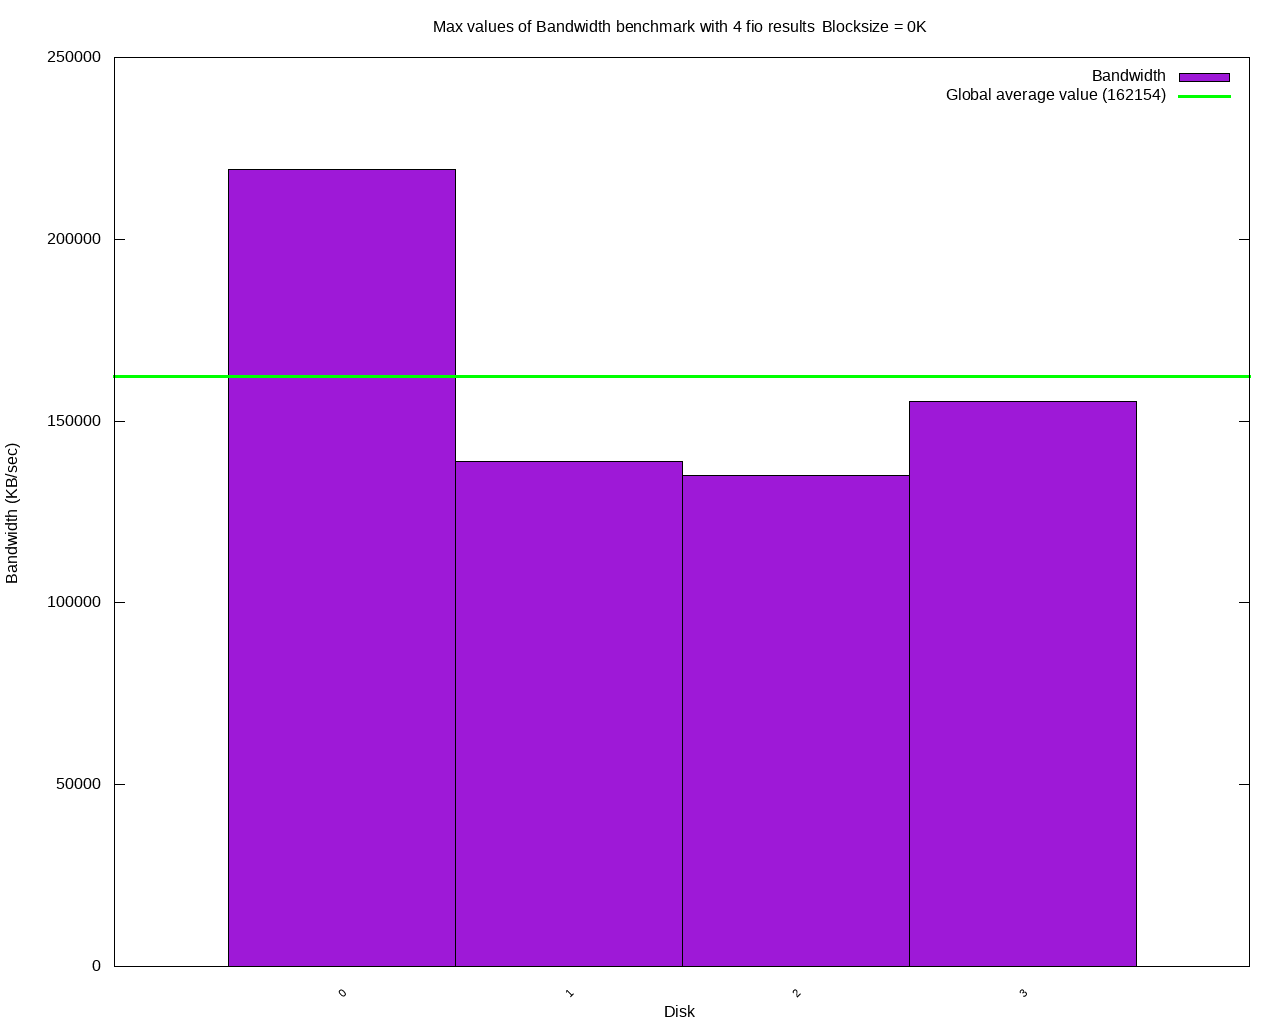 Max values of Bandwidth benchmark with 4 fio results Blocksize = 0K
Bandwidth
Global average value (162154)
250000
200000
150000
100000
50000
0
Bandwidth (KB/sec)
0
1
2
3
Disk